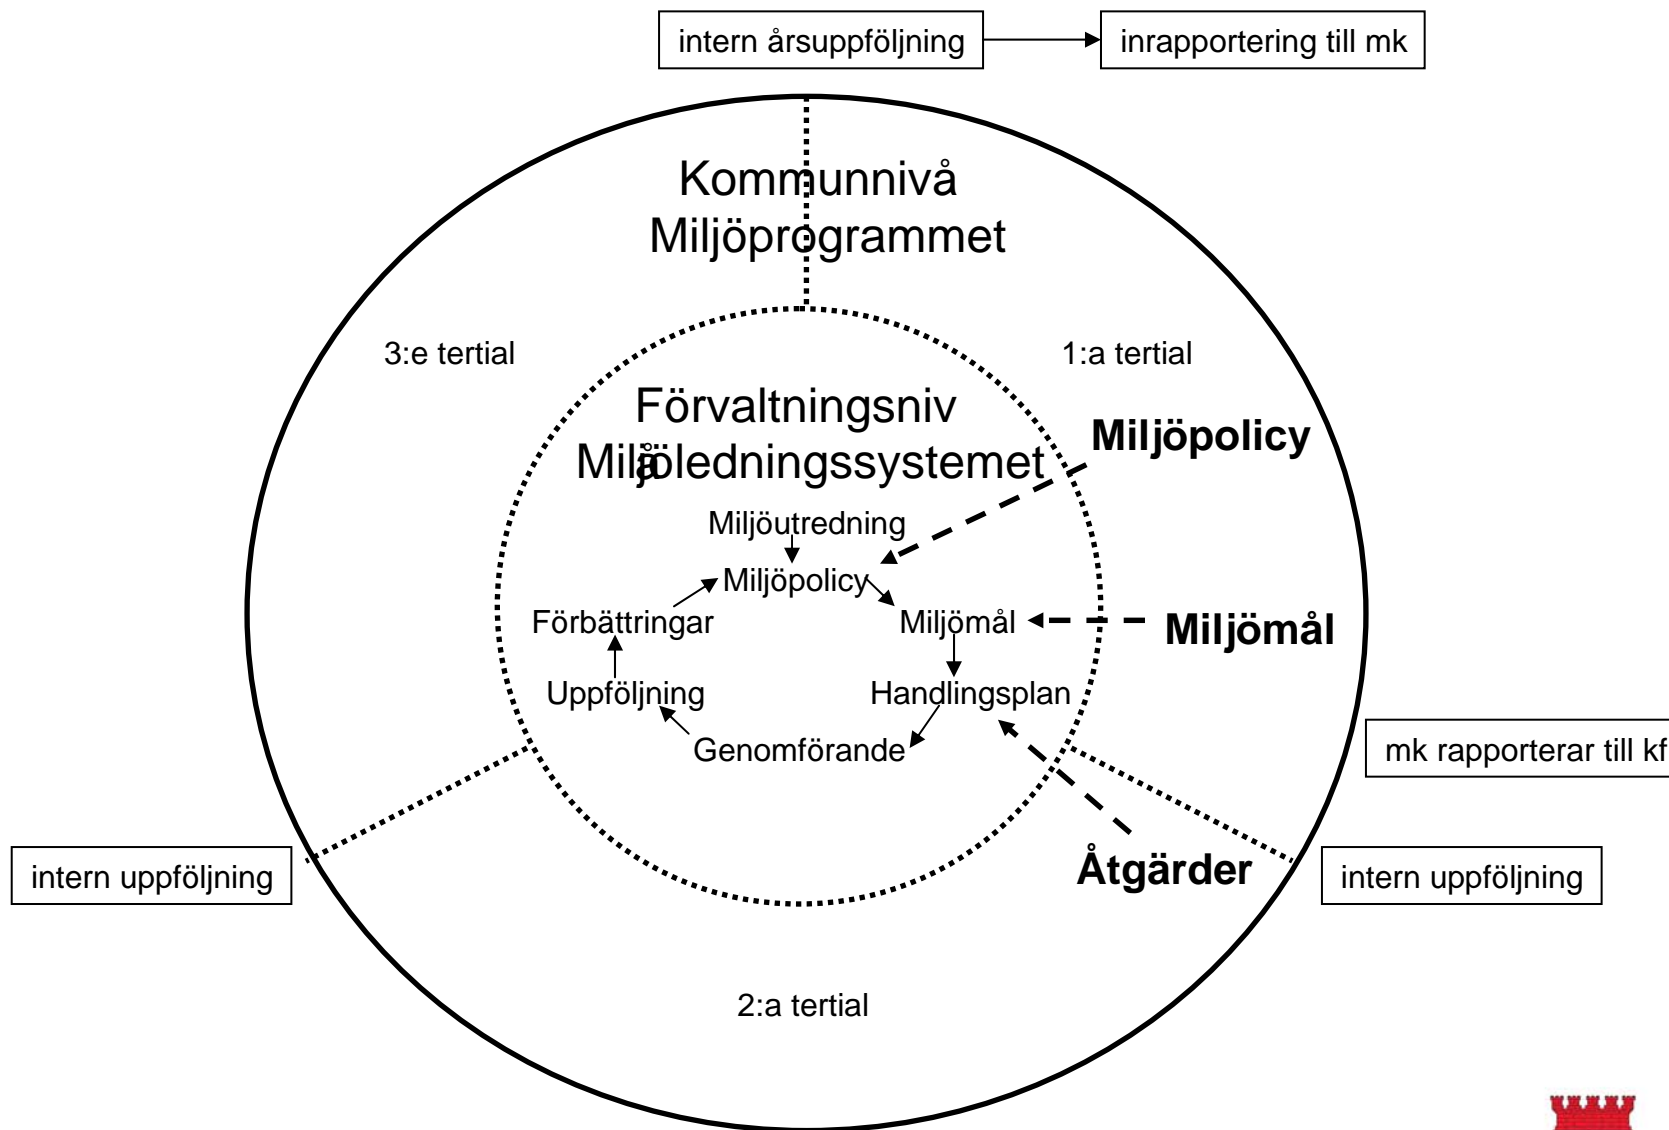 intern årsuppföljning
inrapportering till mk
Kommunnivå
Miljöprogrammet
3:e tertial
1:a tertial
Förvaltningsnivå
Miljöledningssystemet
Miljöpolicy
Miljöutredning
Miljöpolicy
Förbättringar
Miljömål
Miljömål
Uppföljning
Handlingsplan
Genomförande
mk rapporterar till kf
Åtgärder
intern uppföljning
intern uppföljning
2:a tertial